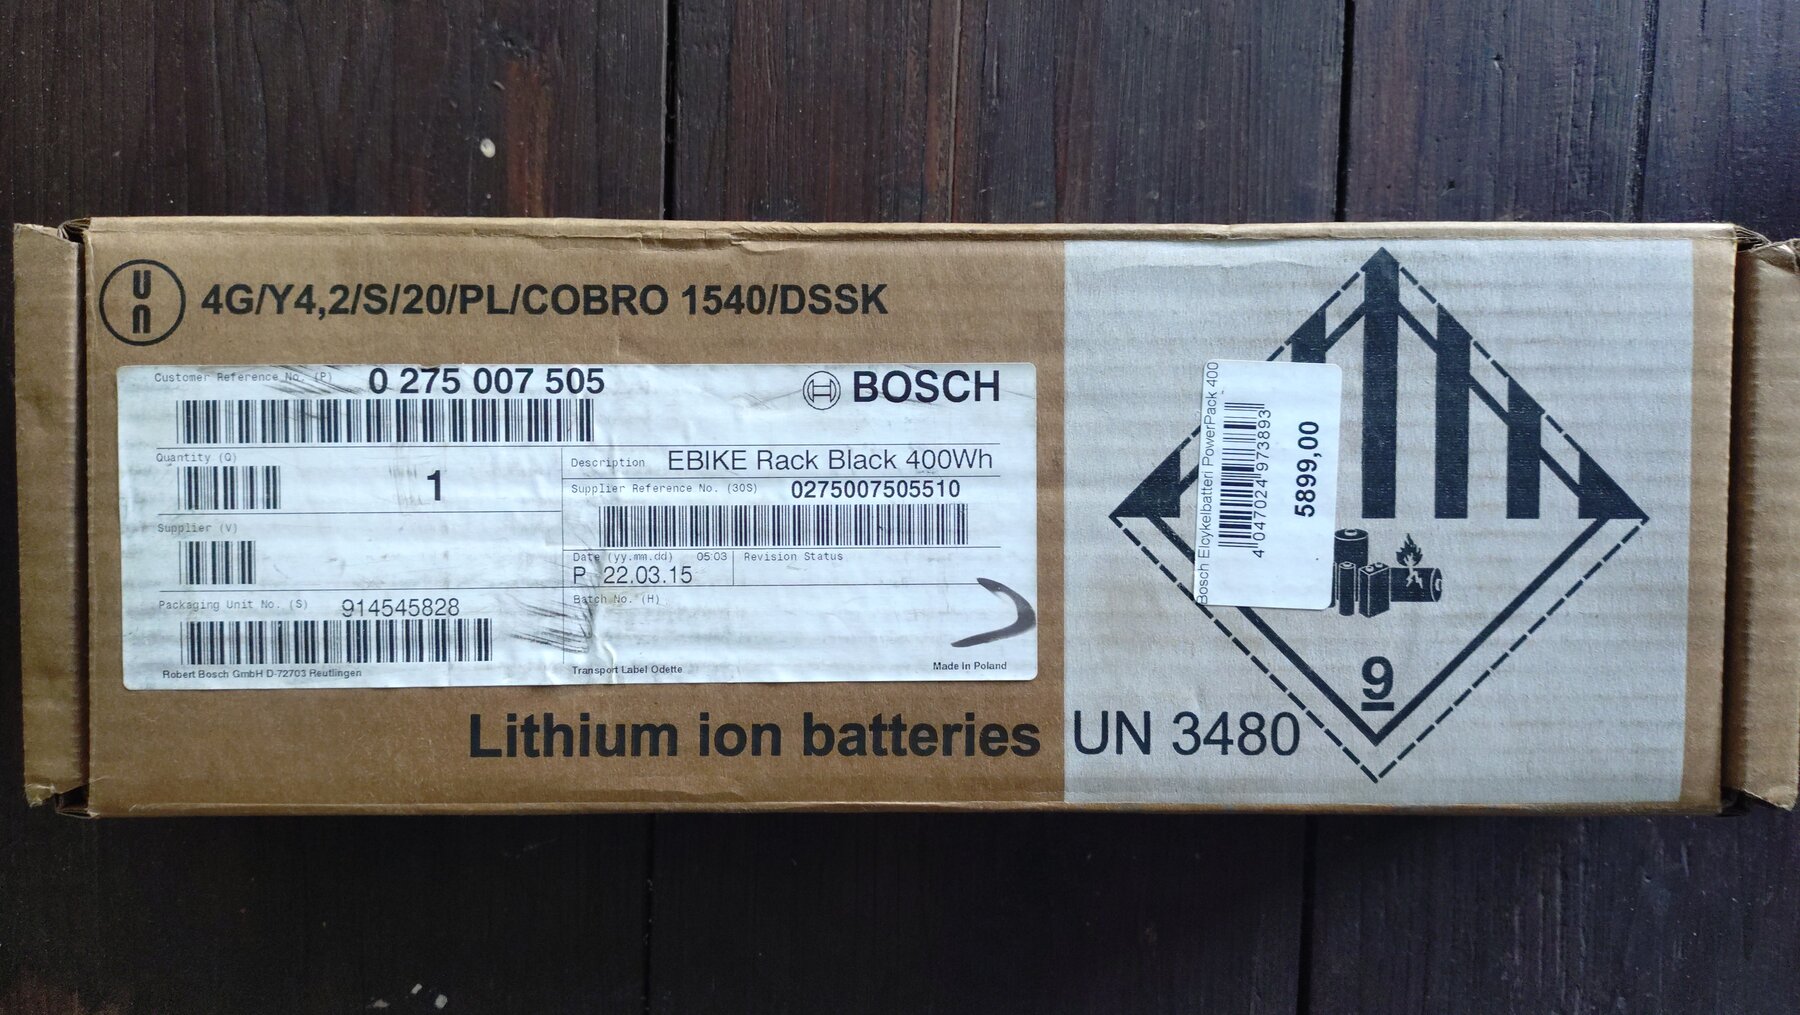 UN
4G/Y4,2/S/20/PL/COBRO 1540/DSSK
Customer Reference No. (P) 0 275 007 505
BOSCH
Quantity (Q)
1
Description EBIKE Rack Black 400Wh
Supplier Reference No. (30S) 0275007505510
Supplier (V)
Date (yy.mm.dd) 05:03
Revision Status
P 22.03.15
Packaging Unit No. (S) 914545828
Batch No. (H)
Robert Bosch GmbH D-72703 Reutlingen
Transport Label Odette
Made In Poland
Lithium ion batteries UN 3480
Bosch Elcykelbatteri PowerPack 400
4047024973893
5899,00
9